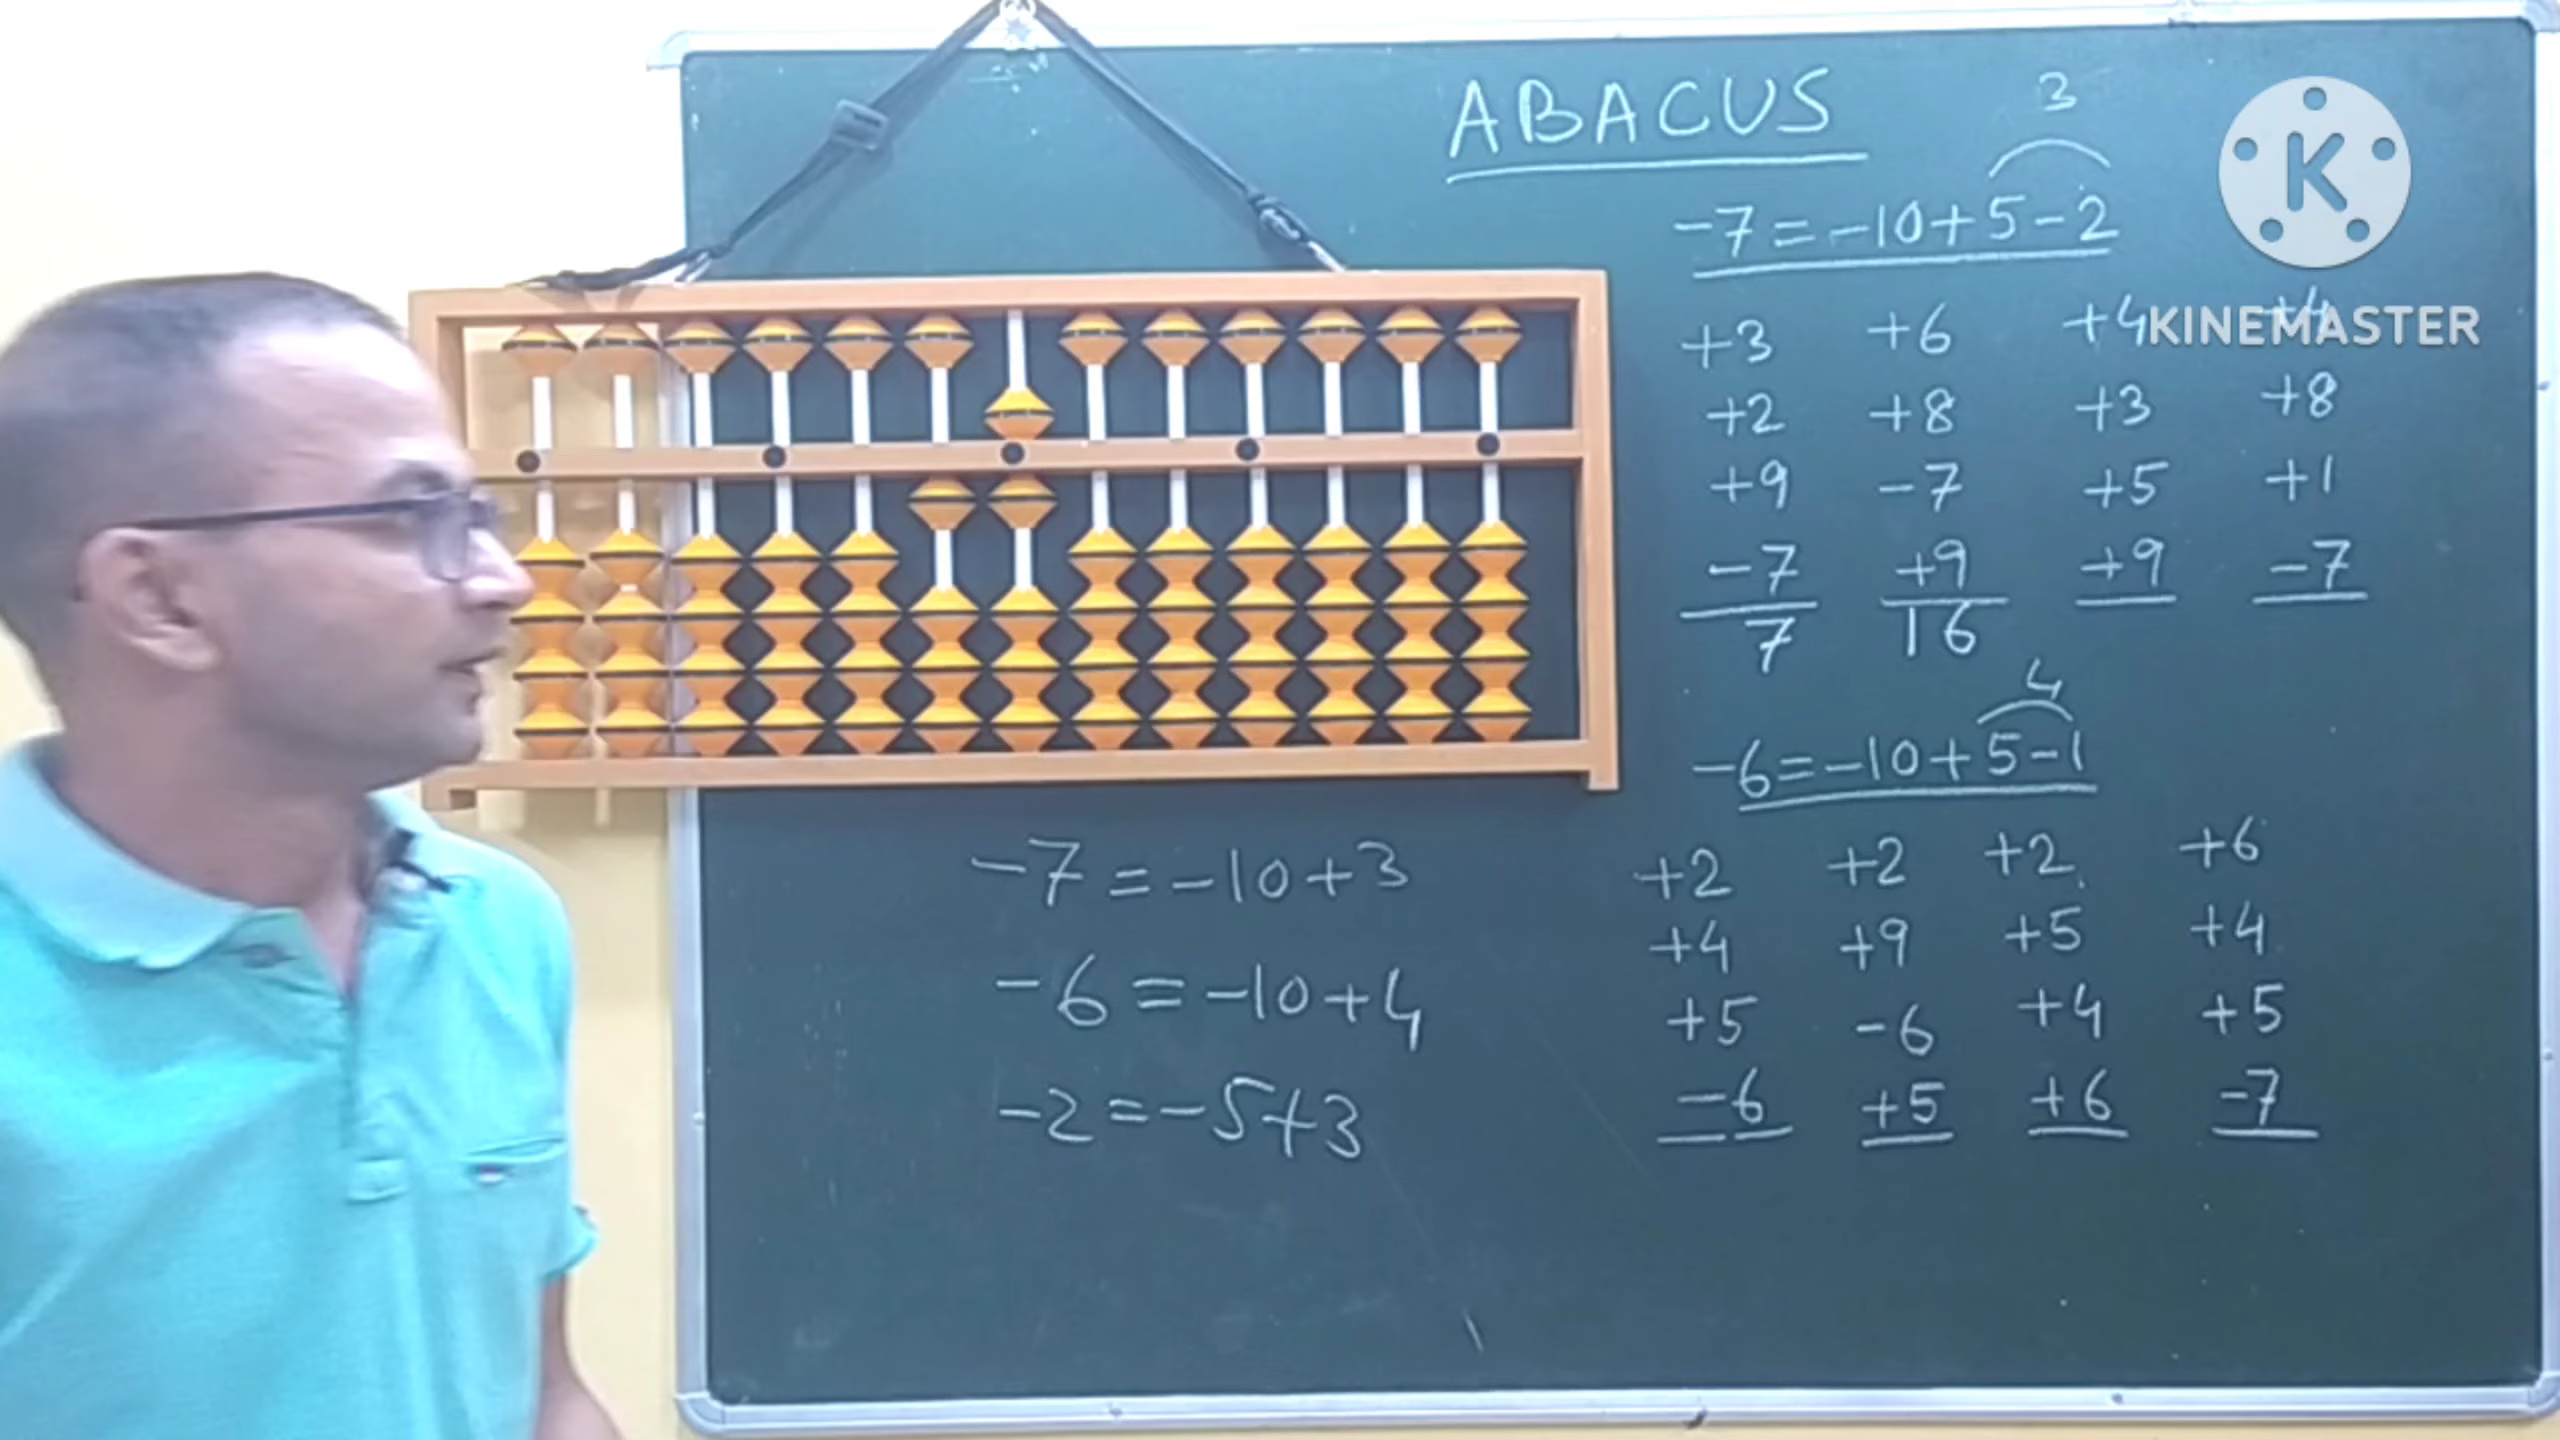 ABACUS
3
-7=-10+5-2
+3 +6 +4 +4
+2 +8 +3 +8
+9 -7 +5 +1
-7 +9 +9 -7
7 16
4
-6=-10+5-1
+2 +2 +2 +6
+4 +9 +5 +4
+5 -6 +4 +5
-6 +5 +6 -7
-7=-10+3
-6=-10+4
-2=-5+3
K
KINEMASTER